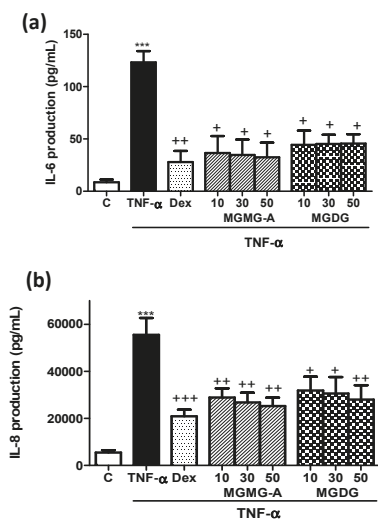 (a)
IL-6 production (pg/mL)
150
100
50
0
***
++
+ + +
+ + +
C TNF-α Dex 10 30 50 10 30 50
MGMG-A MGDG
TNF-α
(b)
IL-8 production (pg/mL)
80000
60000
40000
20000
0
***
+++
++ ++ ++
+ + ++
C TNF-α Dex 10 30 50 10 30 50
MGMG-A MGDG
TNF-α